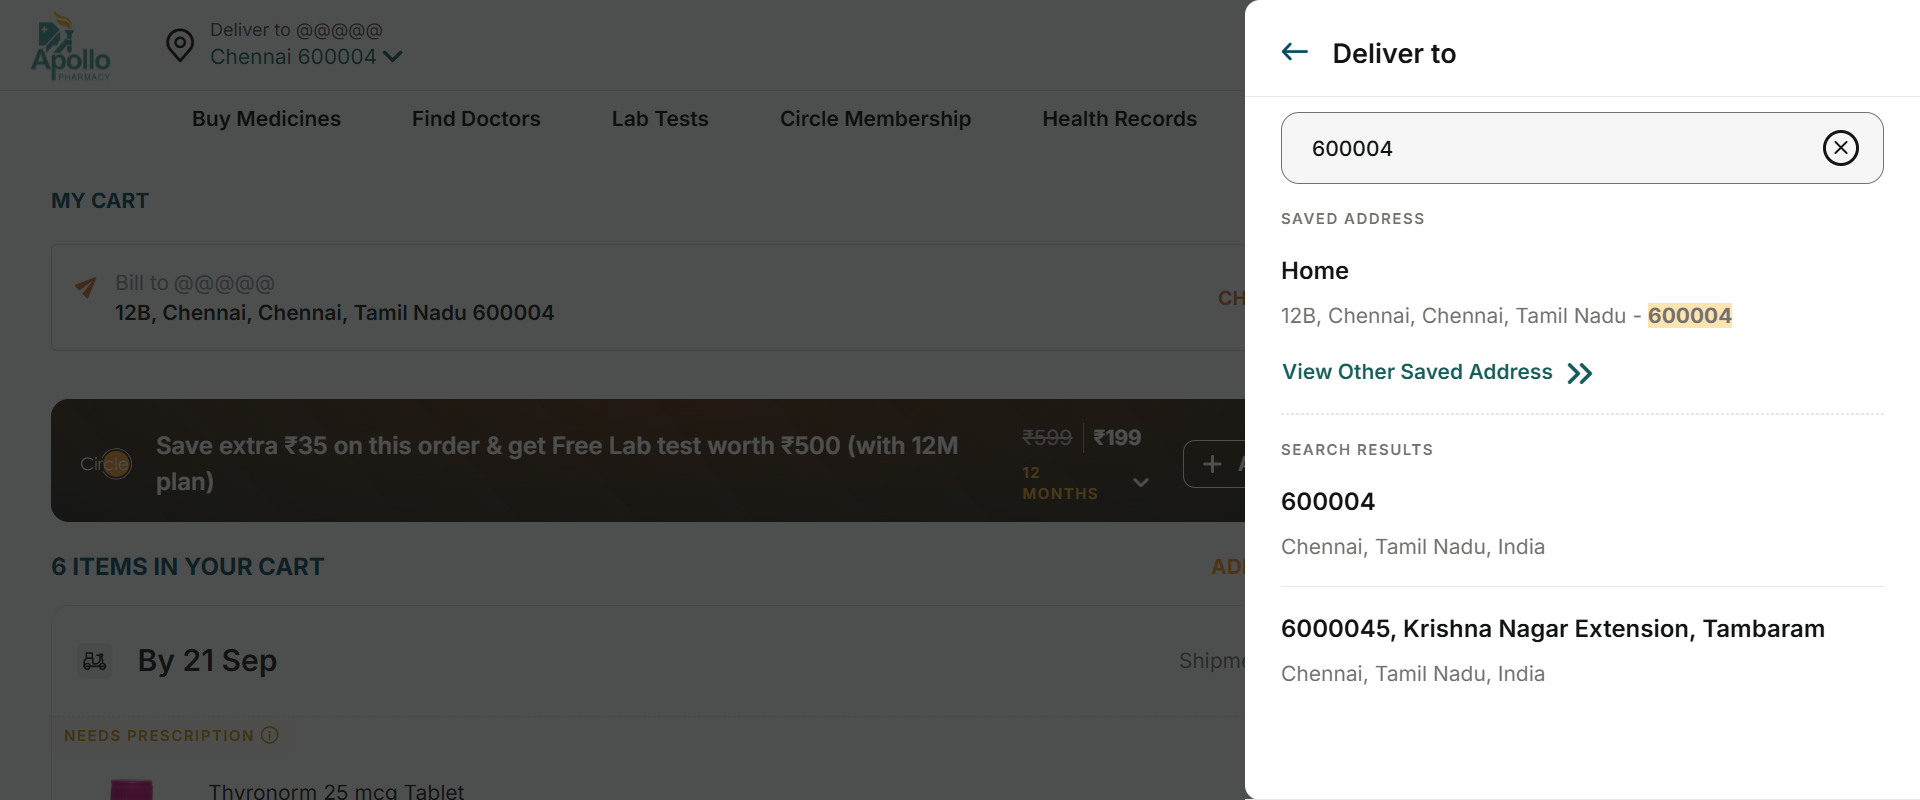 Apollo
PHARMACY
Deliver to @@@@@
Chennai 600004
Buy Medicines
Find Doctors
Lab Tests
Circle Membership
Health Records
MY CART
Bill to @@@@@
12B, Chennai, Chennai, Tamil Nadu 600004
Circle
Save extra ₹35 on this order & get Free Lab test worth ₹500 (with 12M
plan)
₹599
₹199
12
MONTHS
6 ITEMS IN YOUR CART
By 21 Sep
NEEDS PRESCRIPTION
Thyronorm 25 mcg Tablet
Deliver to
600004
SAVED ADDRESS
Home
12B, Chennai, Chennai, Tamil Nadu - 600004
View Other Saved Address
SEARCH RESULTS
600004
Chennai, Tamil Nadu, India
6000045, Krishna Nagar Extension, Tambaram
Chennai, Tamil Nadu, India